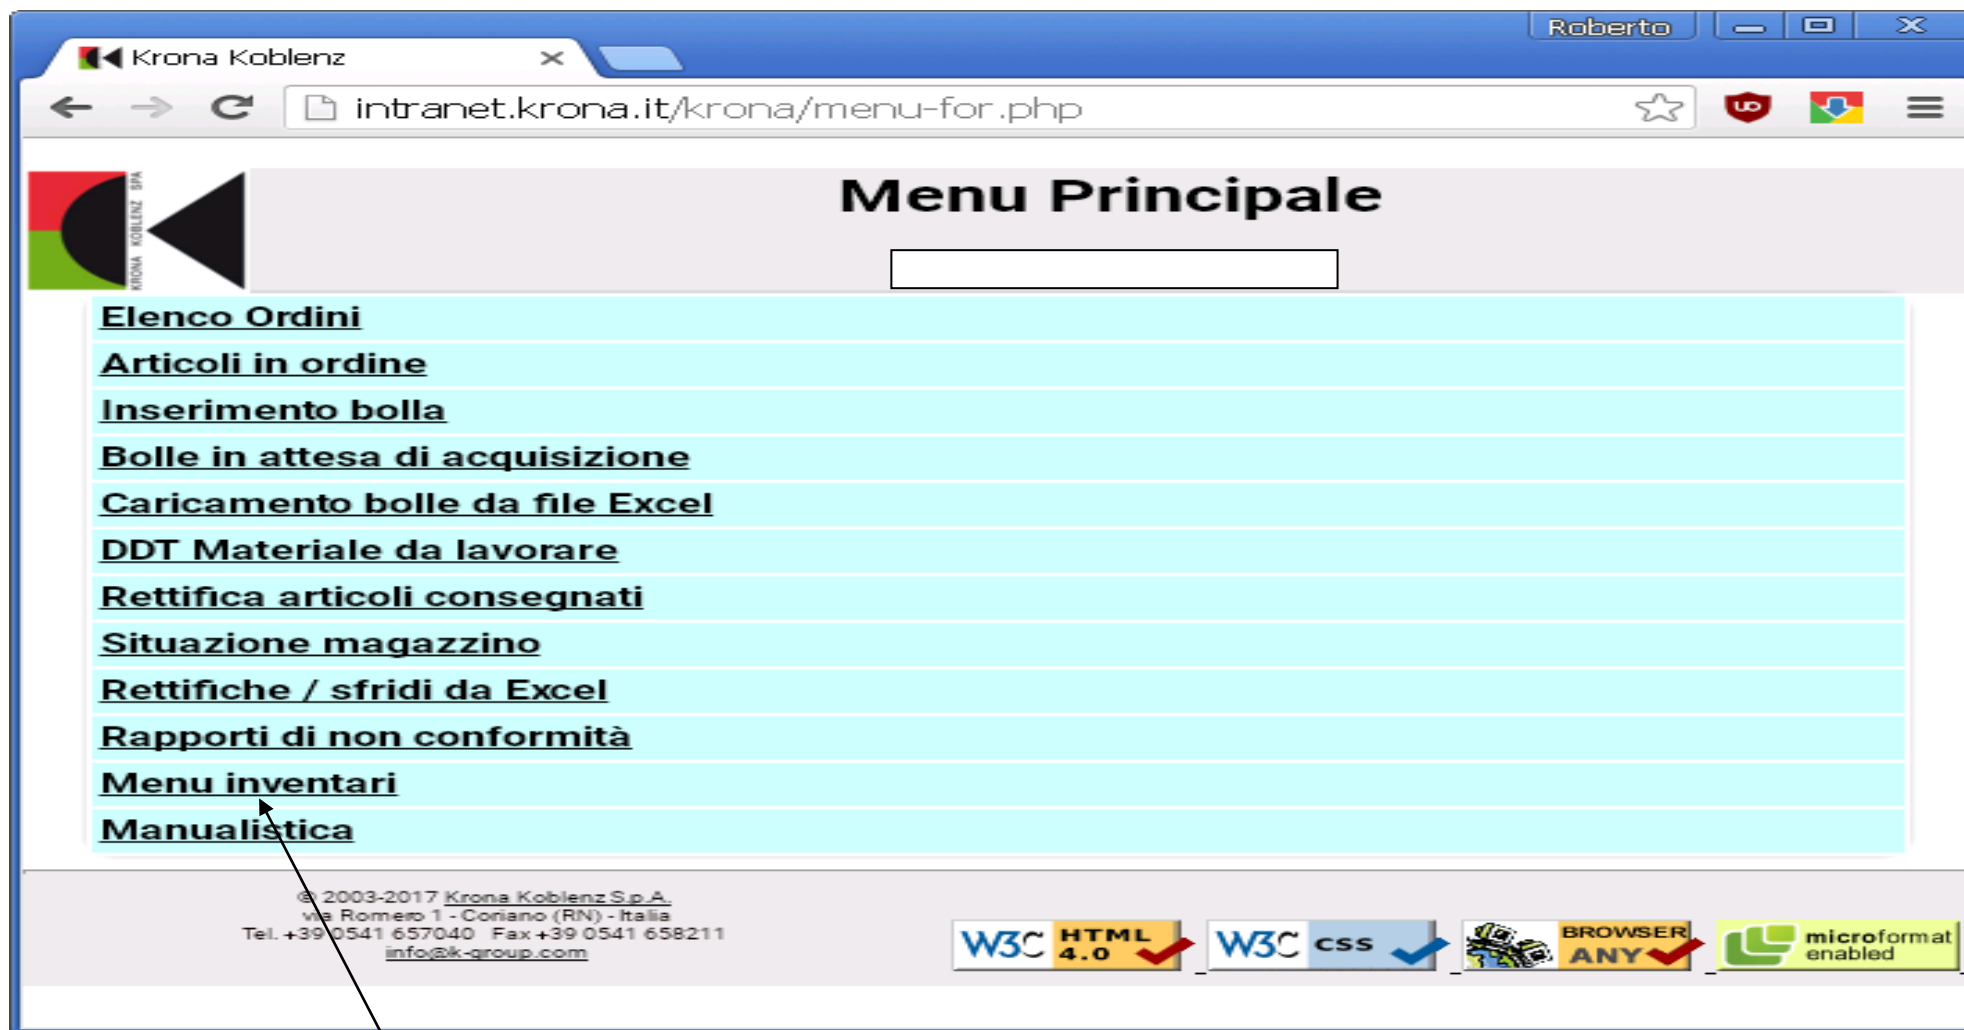 Roberto
Krona Koblenz
intranet.krona.it/krona/menu-for.php
KRONA KOBLENZ SPA
Menu Principale
Elenco Ordini
Articoli in ordine
Inserimento bolla
Bolle in attesa di acquisizione
Caricamento bolle da file Excel
DDT Materiale da lavorare
Rettifica articoli consegnati
Situazione magazzino
Rettifiche / sfridi da Excel
Rapporti di non conformità
Menu inventari
Manualistica
© 2003-2017 Krona Koblenz S.p.A.
via Romero 1 - Coriano (RN) - Italia
Tel. +39 0541 657040 Fax +39 0541 658211
info@k-group.com
W3C HTML 4.0
W3C css
BROWSER ANY
microformat enabled